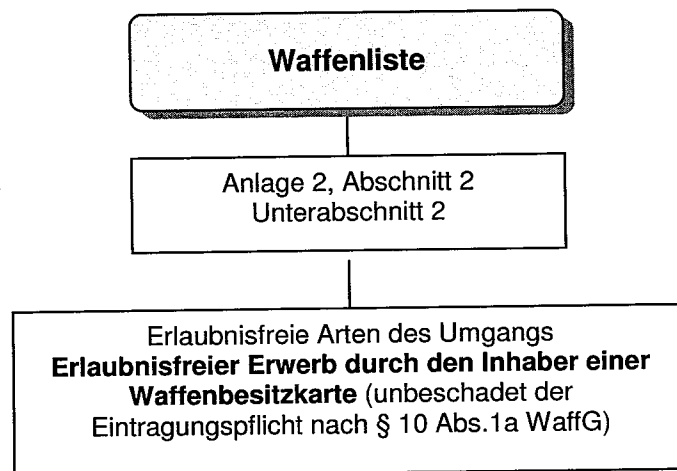 Waffenliste
Anlage 2, Abschnitt 2
Unterabschnitt 2
Erlaubnisfreie Arten des Umgangs
Erlaubnisfreier Erwerb durch den Inhaber einer
Waffenbesitzkarte (unbeschadet der
Eintragungspflicht nach § 10 Abs.1a WaffG)